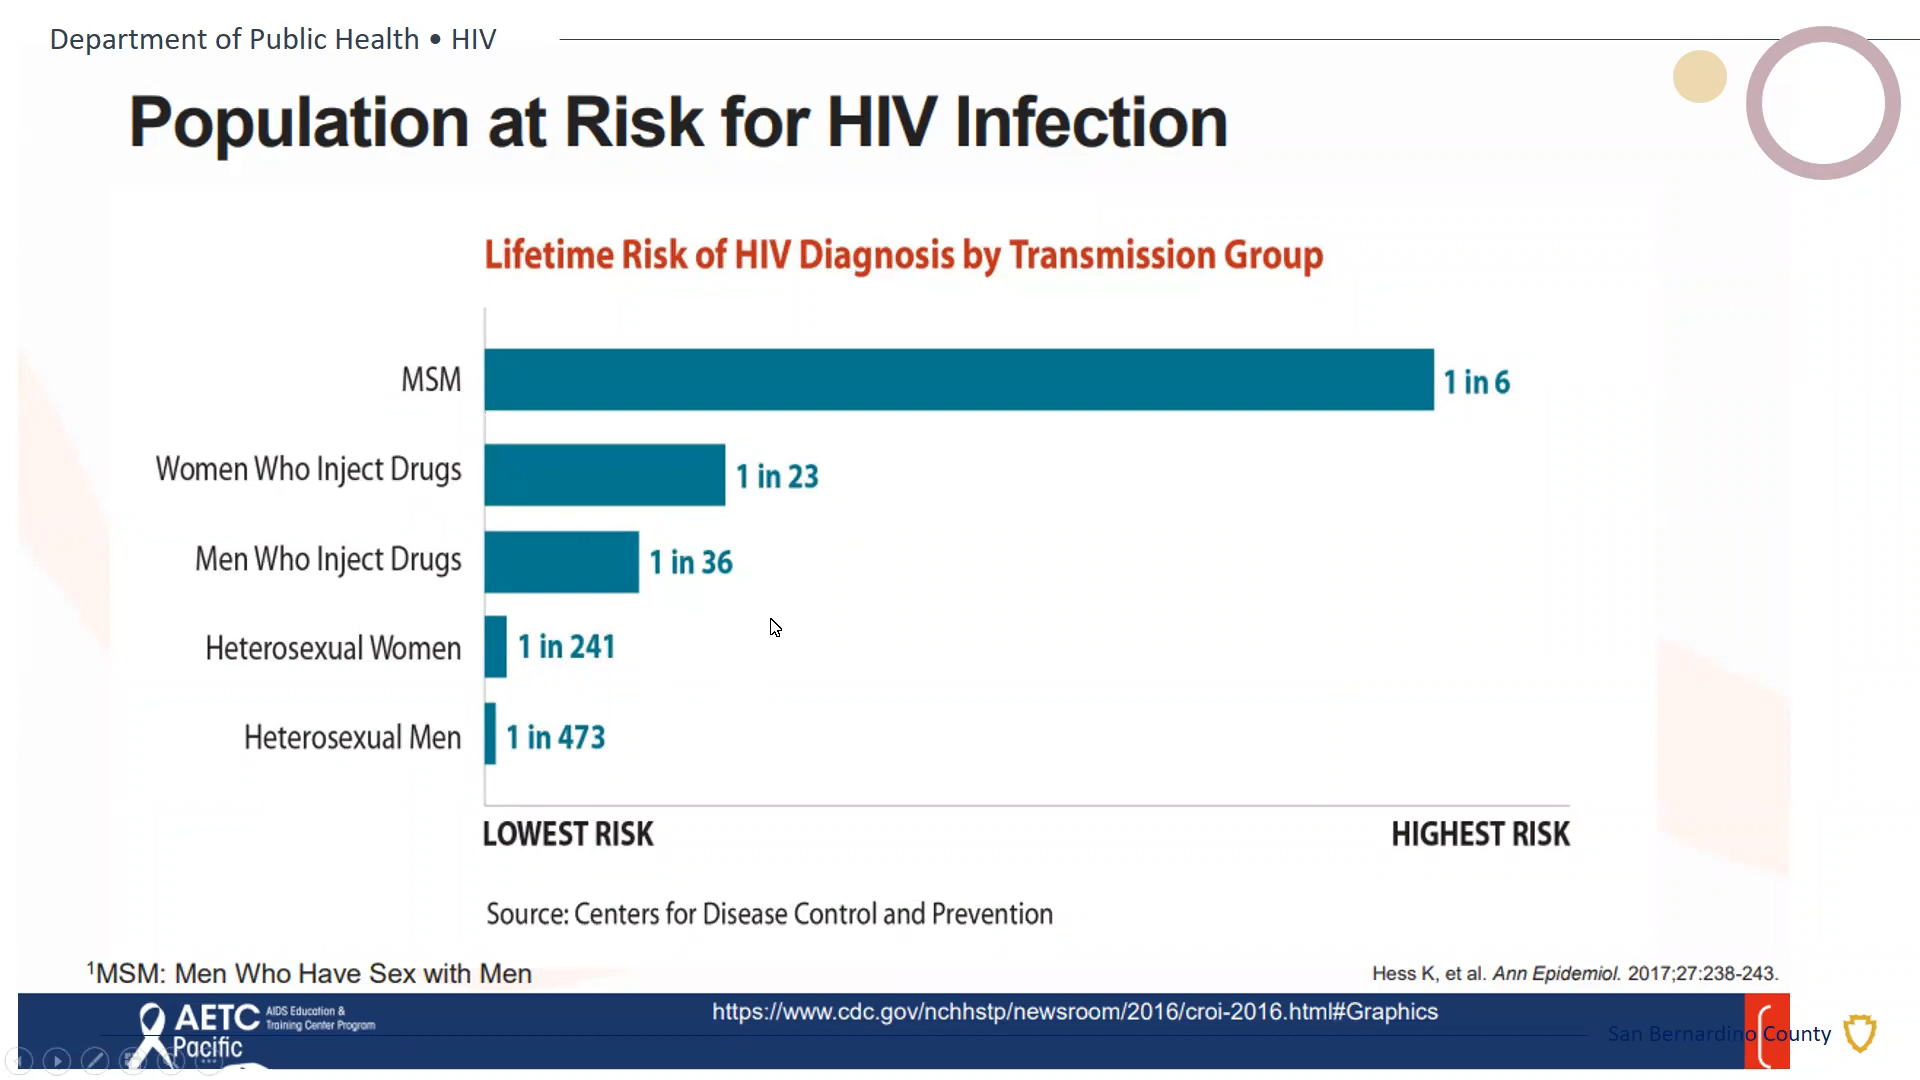 Department of Public Health • HIV
Population at Risk for HIV Infection
Lifetime Risk of HIV Diagnosis by Transmission Group
MSM
1 in 6
Women Who Inject Drugs
1 in 23
Men Who Inject Drugs
1 in 36
Heterosexual Women
1 in 241
Heterosexual Men
1 in 473
LOWEST RISK
HIGHEST RISK
Source: Centers for Disease Control and Prevention
¹MSM: Men Who Have Sex with Men
Hess K, et al. Ann Epidemiol. 2017;27:238-243.
AETC AIDS Education &
Training Center Program
Pacific
https://www.cdc.gov/nchhstp/newsroom/2016/croi-2016.html#Graphics
San Bernardino County